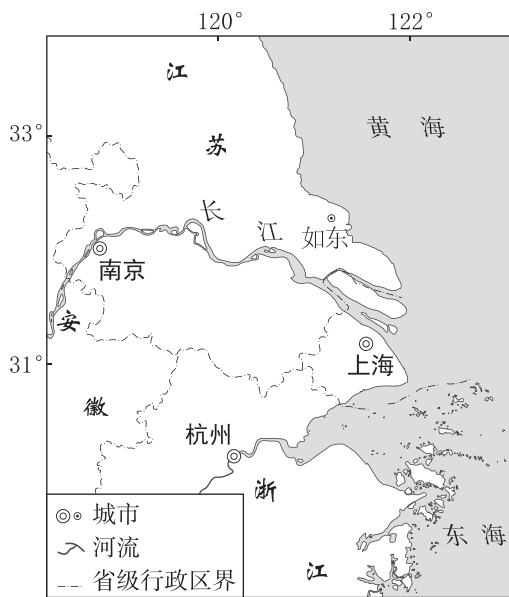 120° 122°
江
苏
33°
黄海
长江
如东
南京
安
徽
31°
上海
杭州
浙
江
东海
城市
河流
省级行政区界